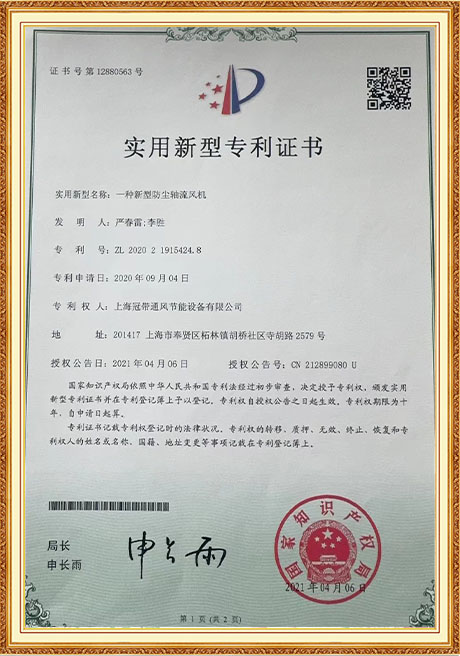 证书号第12880563号
实用新型专利证书
实用新型名称：一种新型防尘轴流风机
发明人：严春雷;李胜
专利号：ZL 2020 2 1915424.8
专利申请日：2020年09月04日
专利权人：上海冠带通风节能设备有限公司
地址：201417 上海市奉贤区柘林镇胡桥社区寺胡路2579号
授权公告日：2021年04月06日 授权公告号：CN 212899080 U
国家知识产权局依照中华人民共和国专利法经过初步审查，决定授予专利权，颁发实用
新型专利证书并在专利登记簿上予以登记。专利权自授权公告之日起生效。专利权期限为十
年，自申请日起算。
专利证书记载专利权登记时的法律状况。专利权的转移、质押、无效、终止、恢复和专
利权人的姓名或名称、国籍、地址变更等事项记载在专利登记簿上。
局长
申长雨
申长雨
国家知识产权局
2021年04月06日
第1页(共2页)